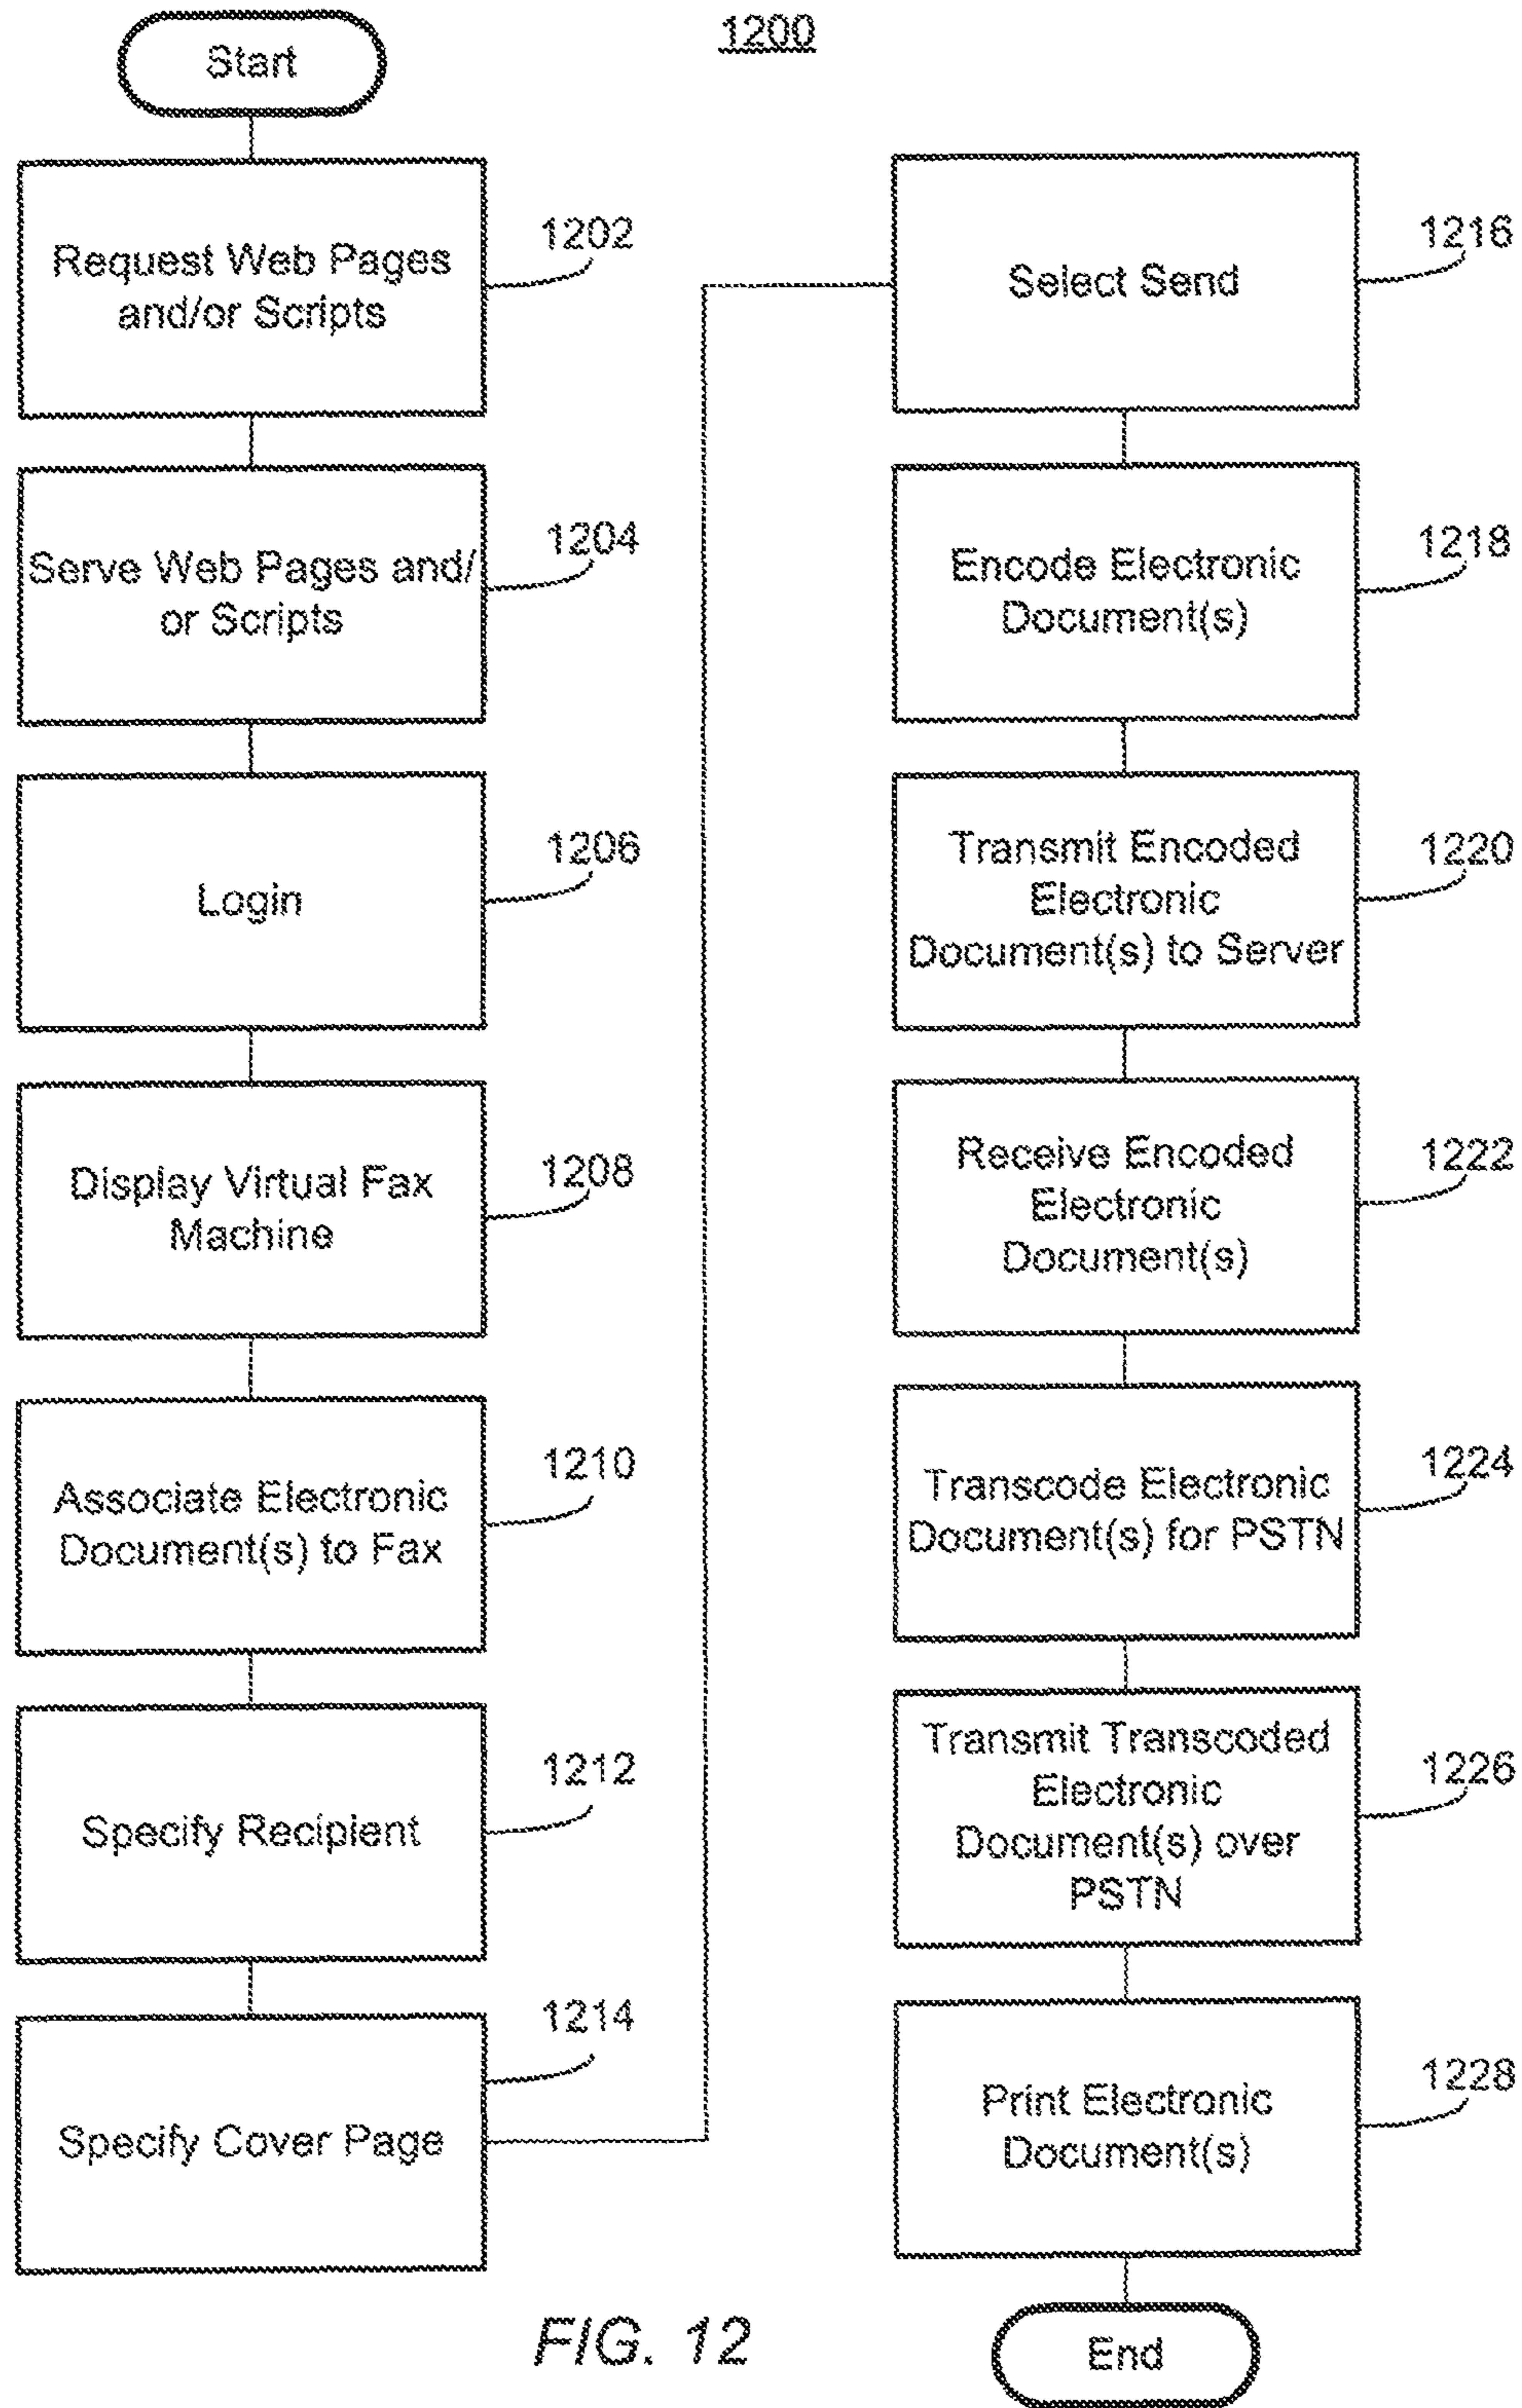 1200
Start
Request Web Pages
and/or Scripts
1202
Serve Web Pages and/
or Scripts
1204
Login
1206
Display Virtual Fax
Machine
1208
Associate Electronic
Document(s) to Fax
1210
Specify Recipient
1212
Specify Cover Page
1214
Select Send
1216
Encode Electronic
Document(s)
1218
Transmit Encoded
Electronic
Document(s) to Server
1220
Receive Encoded
Electronic
Document(s)
1222
Transcode Electronic
Document(s) for PSTN
1224
Transmit Transcoded
Electronic
Document(s) over
PSTN
1226
Print Electronic
Document(s)
1228
End
FIG. 12